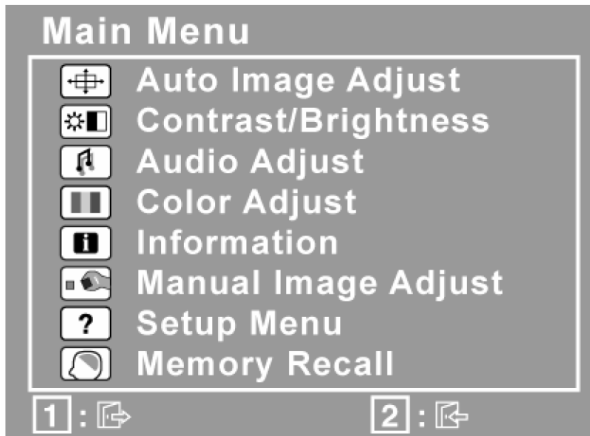 Main Menu
Auto Image Adjust
Contrast/Brightness
Audio Adjust
Color Adjust
i Information
Manual Image Adjust
? Setup Menu
Memory Recall
1 : 2 :